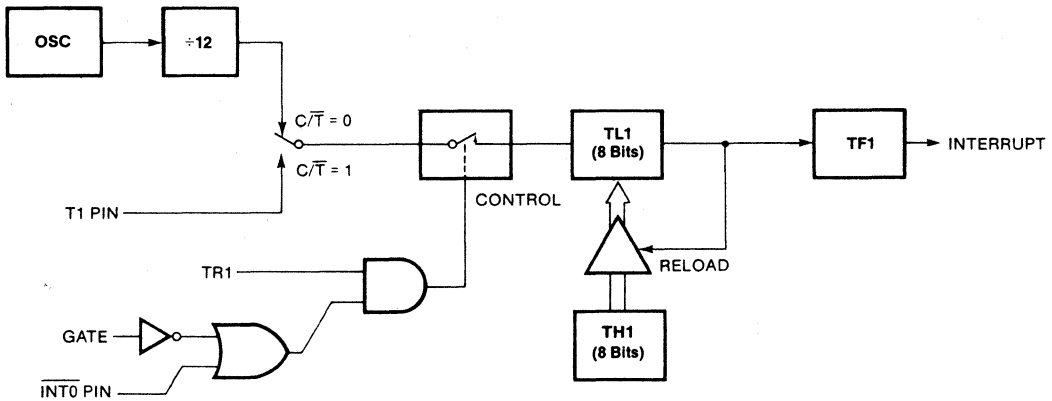 OSC
÷12
C/T̅ = 0
C/T̅ = 1
T1 PIN
CONTROL
TL1
(8 Bits)
TF1
INTERRUPT
TR1
RELOAD
GATE
I̅N̅T̅0̅ PIN
TH1
(8 Bits)